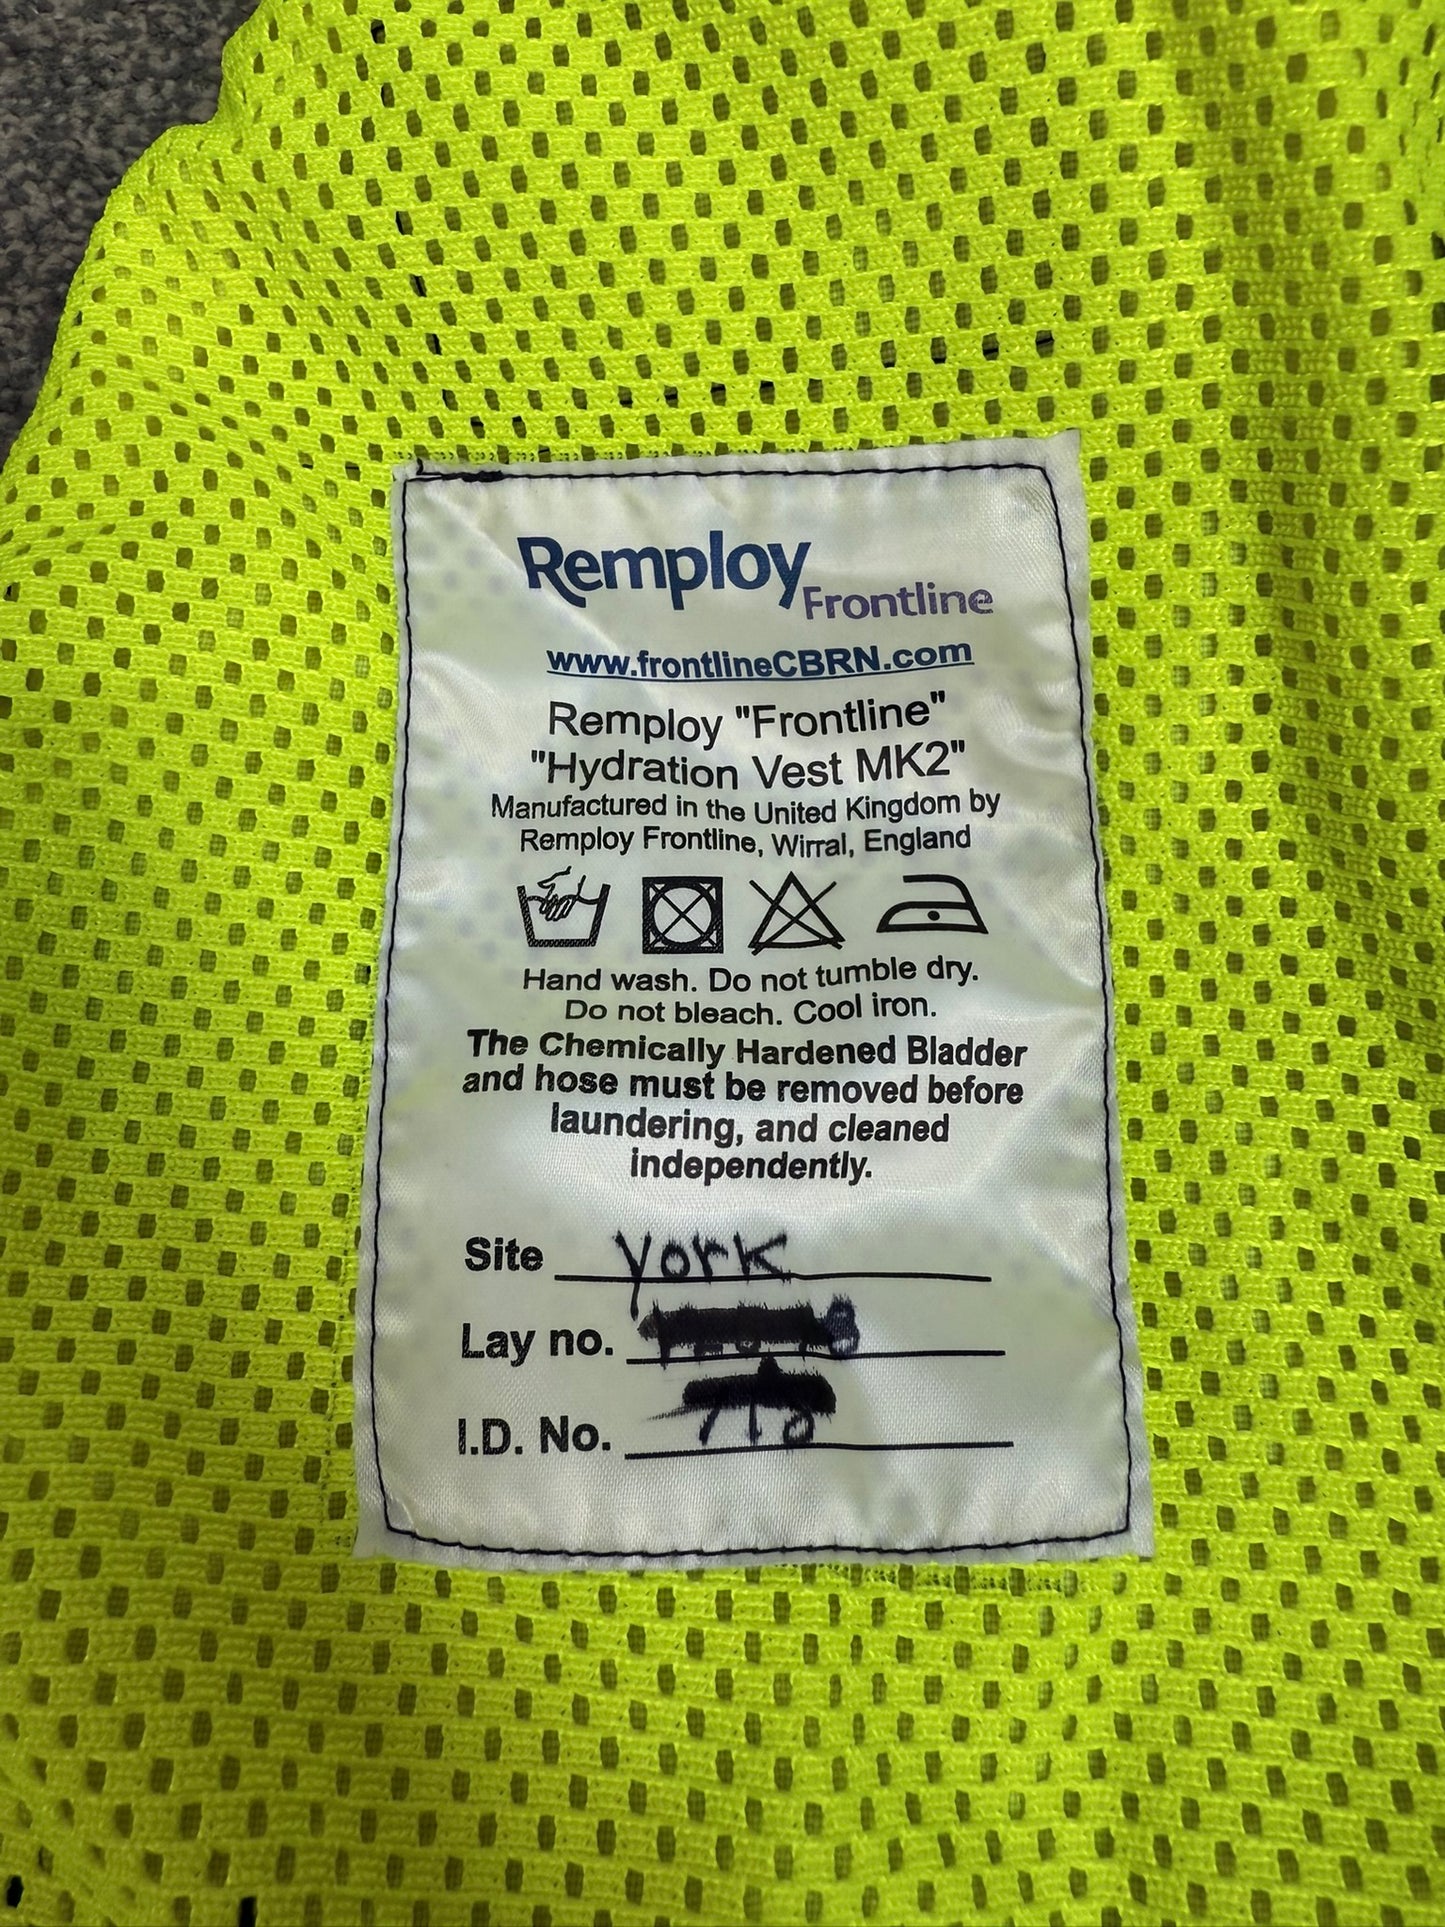 Remploy
Frontline
www.frontlineCBRN.com
Remploy "Frontline"
"Hydration Vest MK2"
Manufactured in the United Kingdom by
Remploy Frontline, Wirral, England
Hand wash. Do not tumble dry.
Do not bleach. Cool iron.
The Chemically Hardened Bladder
and hose must be removed before
laundering, and cleaned
independently.
Site York
Lay no.
I.D. No.